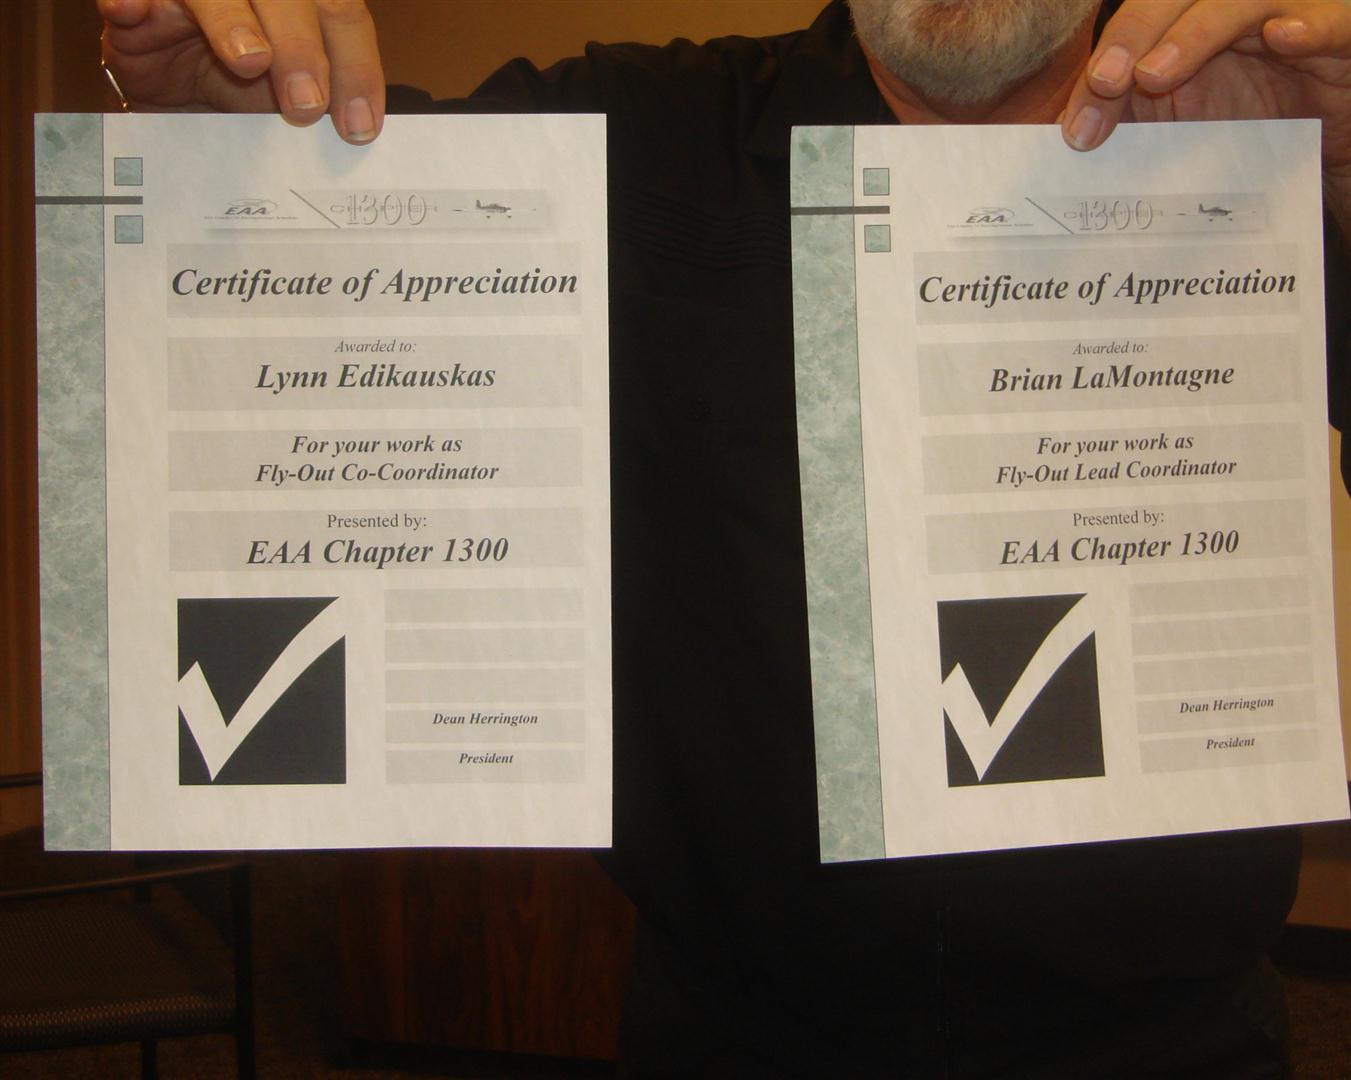 EAA
CHAPTER 1300
Certificate of Appreciation
Awarded to:
Lynn Edikauskas
For your work as
Fly-Out Co-Coordinator
Presented by:
EAA Chapter 1300
Dean Herrington
President
EAA
CHAPTER 1300
Certificate of Appreciation
Awarded to:
Brian LaMontagne
For your work as
Fly-Out Lead Coordinator
Presented by:
EAA Chapter 1300
Dean Herrington
President